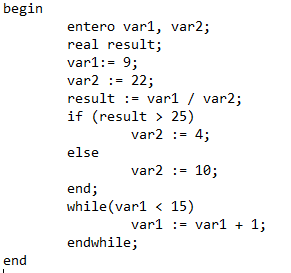 begin
entero var1, var2;
real result;
var1:= 9;
var2 := 22;
result := var1 / var2;
if (result > 25)
var2 := 4;
else
var2 := 10;
end;
while(var1 < 15)
var1 := var1 + 1;
endwhile;
end